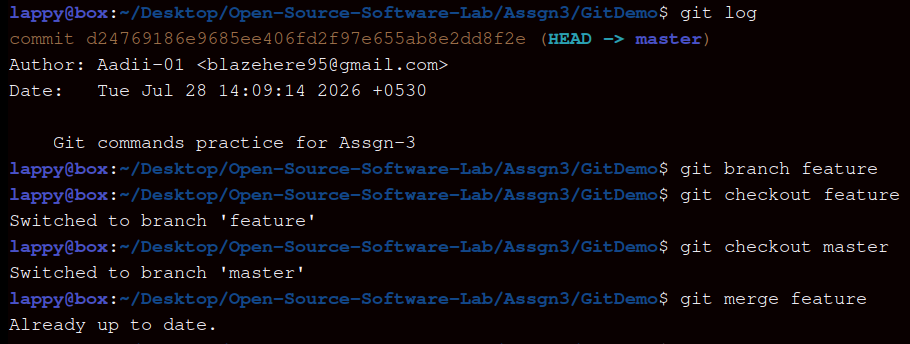 lappy@box:~/Desktop/Open-Source-Software-Lab/Assgn3/GitDemo$ git log
commit d24769186e9685ee406fd2f97e655ab8e2dd8f2e (HEAD -> master)
Author: Aadii-01 <blazehere95@gmail.com>
Date:   Tue Jul 28 14:09:14 2026 +0530

    Git commands practice for Assgn-3
lappy@box:~/Desktop/Open-Source-Software-Lab/Assgn3/GitDemo$ git branch feature
lappy@box:~/Desktop/Open-Source-Software-Lab/Assgn3/GitDemo$ git checkout feature
Switched to branch 'feature'
lappy@box:~/Desktop/Open-Source-Software-Lab/Assgn3/GitDemo$ git checkout master
Switched to branch 'master'
lappy@box:~/Desktop/Open-Source-Software-Lab/Assgn3/GitDemo$ git merge feature
Already up to date.